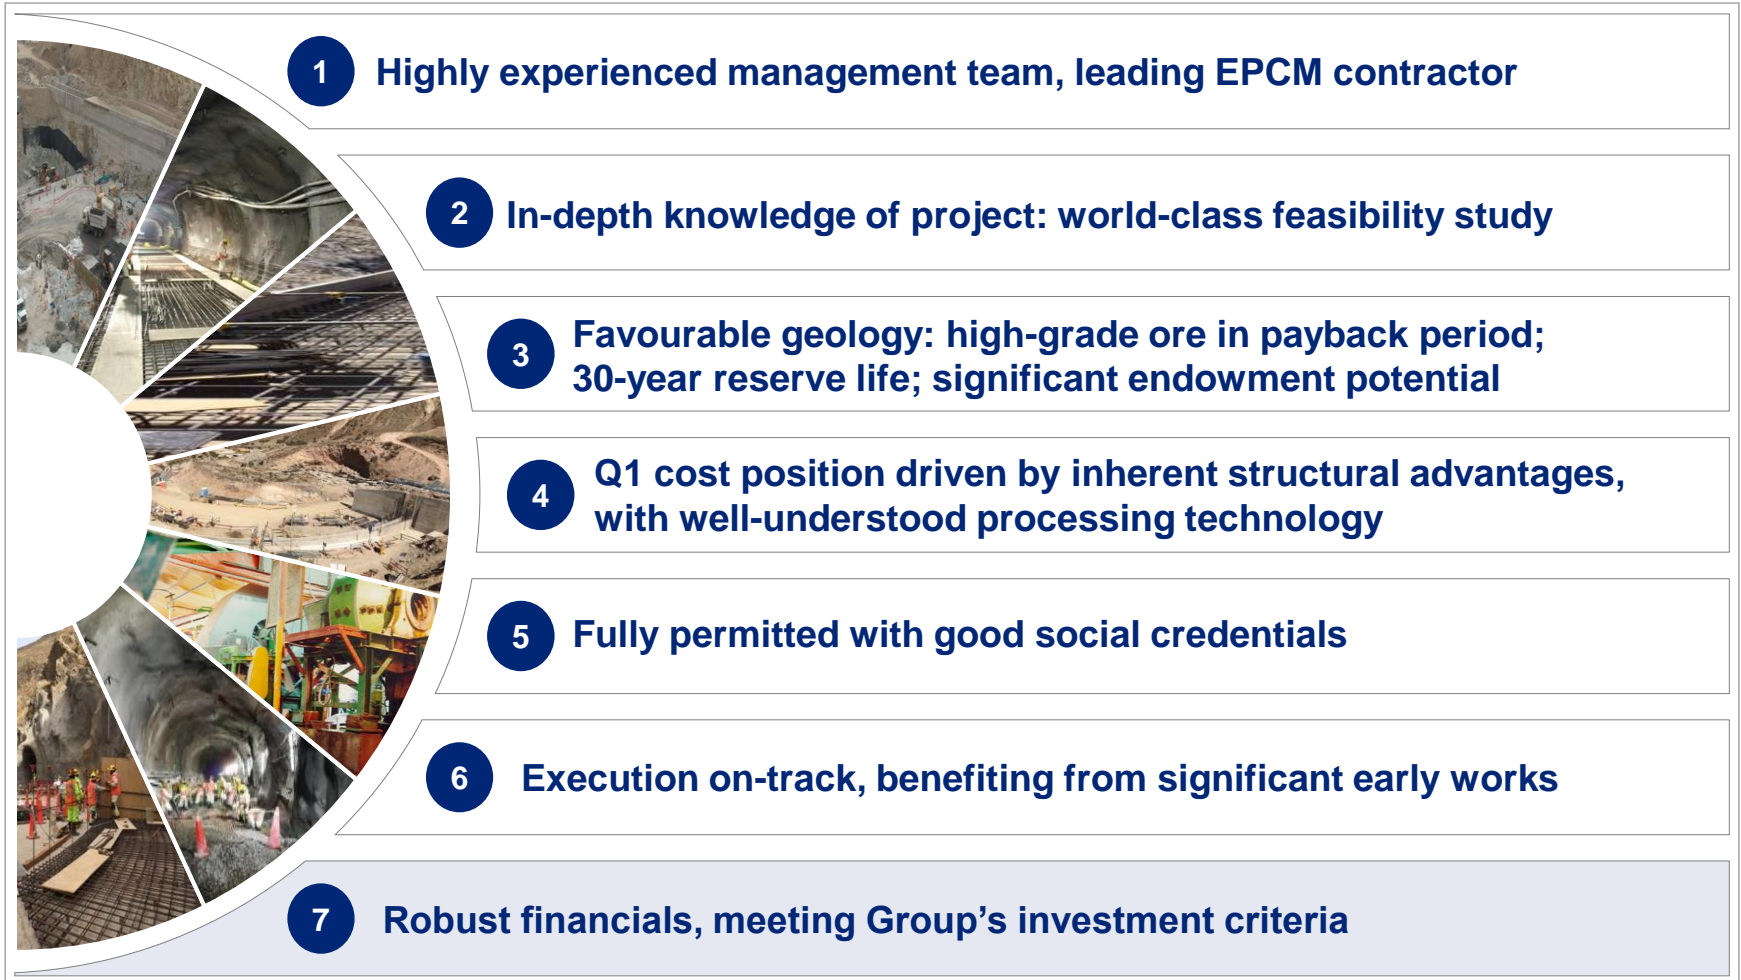 1
Highly experienced management team, leading EPCM contractor
2
In-depth knowledge of project: world-class feasibility study
3
Favourable geology: high-grade ore in payback period;
30-year reserve life; significant endowment potential
4
Q1 cost position driven by inherent structural advantages,
with well-understood processing technology
5
Fully permitted with good social credentials
6
Execution on-track, benefiting from significant early works
7
Robust financials, meeting Group’s investment criteria